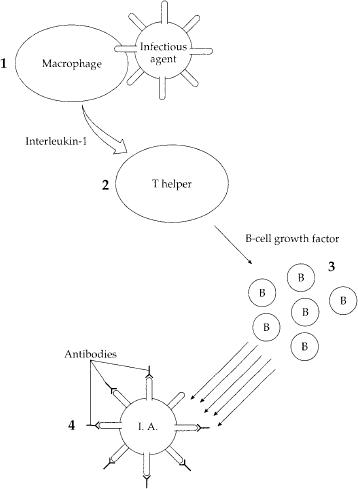 1
Macrophage
Infectious
agent
Interleukin-1
2
T helper
B-cell growth factor
3
B
B
B
B
B
B
Antibodies
4
I. A.